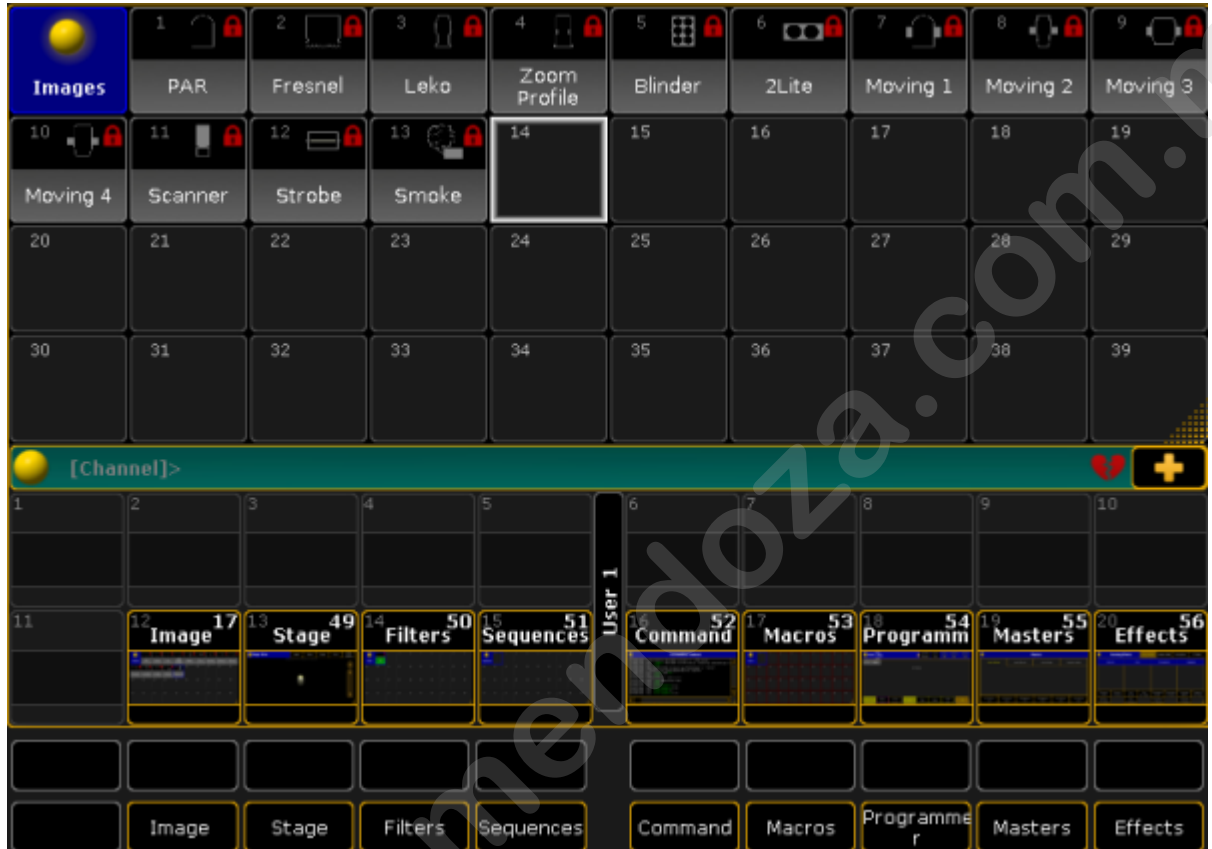 Images
1 2 3 4 5 6 7 8 9
PAR Fresnel Leko Zoom Profile Blinder 2Lite Moving 1 Moving 2 Moving 3
10 11 12 13 14 15 16 17 18 19
Moving 4 Scanner Strobe Smoke
20 21 22 23 24 25 26 27 28 29
30 31 32 33 34 35 36 37 38 39
[Channel]>
1 2 3 4 5 6 7 8 9 10
User 1
11 12 17 13 49 14 50 15 51 16 52 17 53 18 54 19 55 20 56
Image Stage Filters Sequences Command Macros Programm Masters Effects
Image Stage Filters Sequences Command Macros Programme
r
Masters Effects
mendoza.com.m